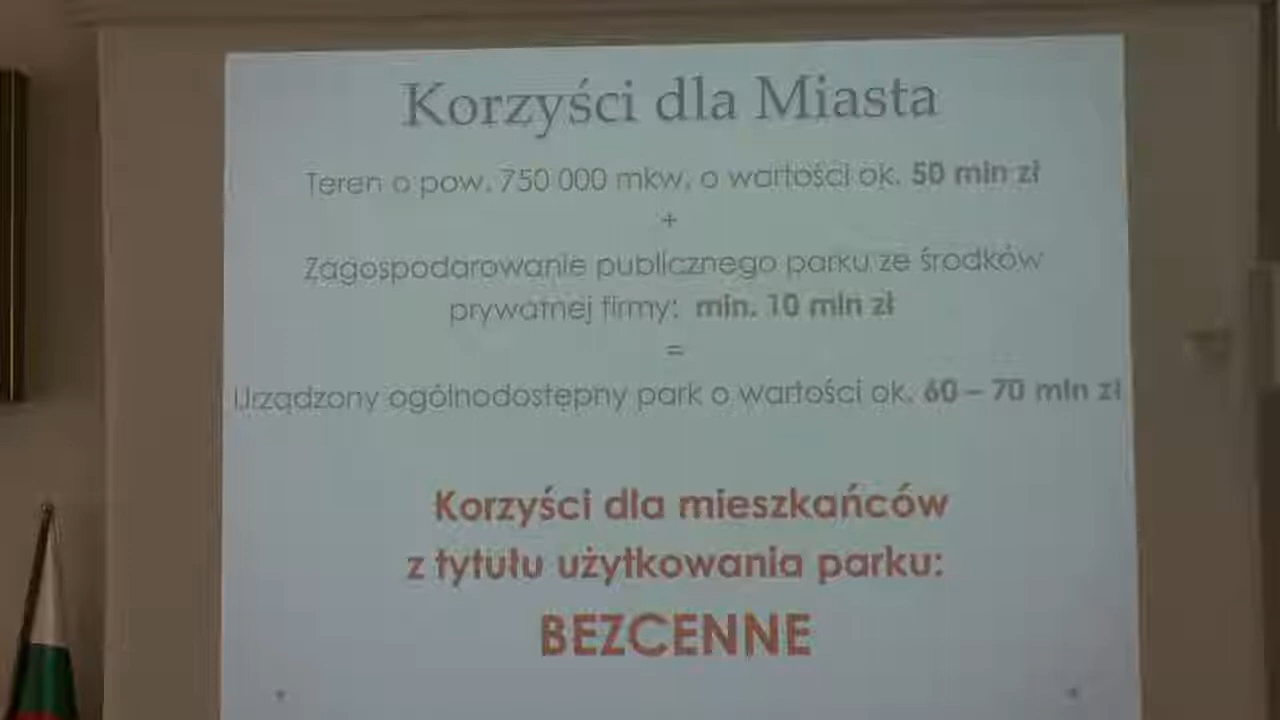 Korzyści dla Miasta
Teren o pow. 750 000 mkw, o wartości ok. 50 mln zł
+
Zagospodarowanie publicznego parku ze środków
prywatnej firmy: min. 10 mln zł
=
Urządzony ogólnodostępny park o wartości ok. 60 – 70 mln zł
Korzyści dla mieszkańców
z tytułu użytkowania parku:
BEZCENNE